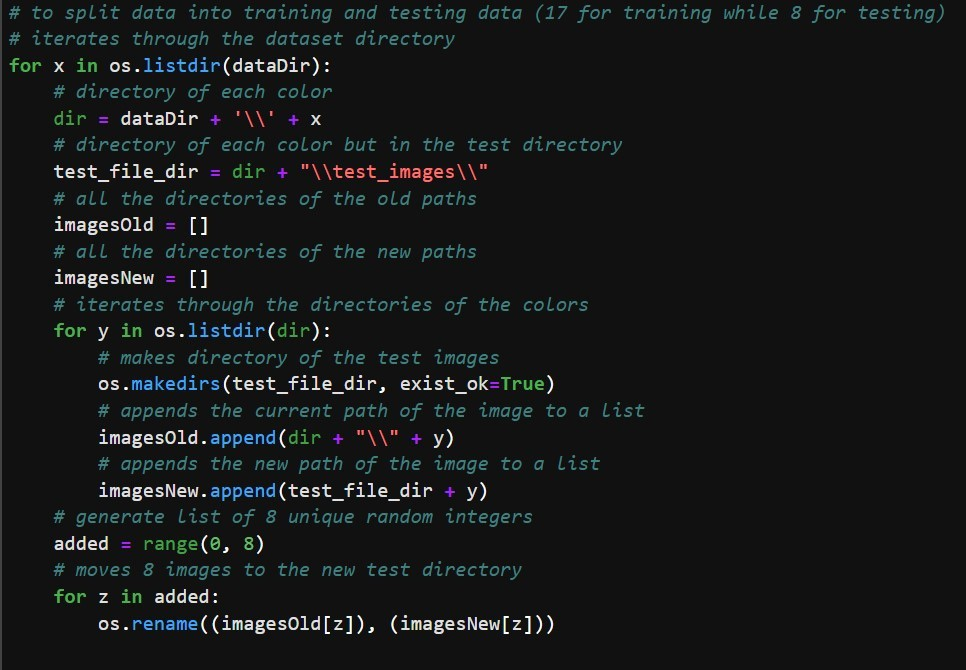 # to split data into training and testing data (17 for training while 8 for testing)
# iterates through the dataset directory
for x in os.listdir(dataDir):
    # directory of each color
    dir = dataDir + '\\' + x
    # directory of each color but in the test directory
    test_file_dir = dir + "\\test_images\\"
    # all the directories of the old paths
    imagesOld = []
    # all the directories of the new paths
    imagesNew = []
    # iterates through the directories of the colors
    for y in os.listdir(dir):
        # makes directory of the test images
        os.makedirs(test_file_dir, exist_ok=True)
        # appends the current path of the image to a list
        imagesOld.append(dir + "\\" + y)
        # appends the new path of the image to a list
        imagesNew.append(test_file_dir + y)
    # generate list of 8 unique random integers
    added = range(0, 8)
    # moves 8 images to the new test directory
    for z in added:
        os.rename((imagesOld[z]), (imagesNew[z]))